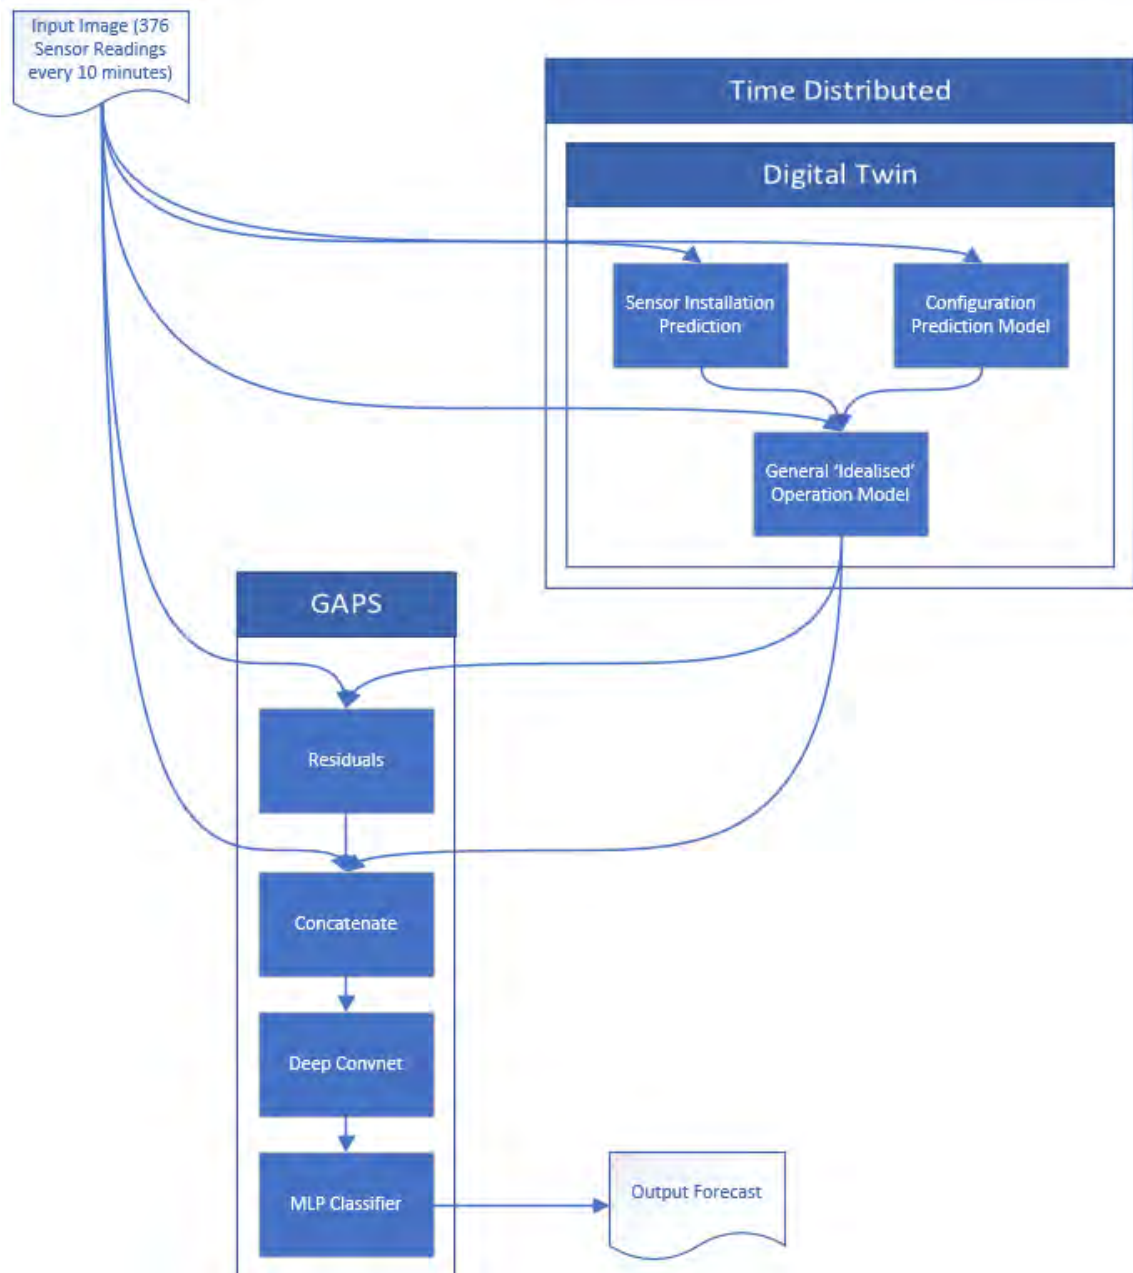 Input Image (376
Sensor Readings
every 10 minutes)
Time Distributed
Digital Twin
Sensor Installation
Prediction
Configuration
Prediction Model
General 'Idealised'
Operation Model
GAPS
Residuals
Concatenate
Deep Convnet
MLP Classifier
Output Forecast